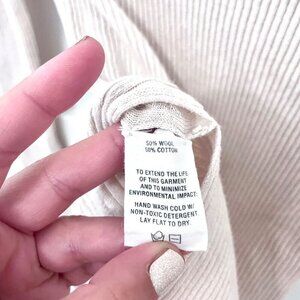 50% WOOL
50% COTTON
TO EXTEND THE LIFE
OF THIS GARMENT
AND TO MINIMIZE
ENVIRONMENTAL IMPACT:
HAND WASH COLD W/
NON-TOXIC DETERGENT
LAY FLAT TO DRY.